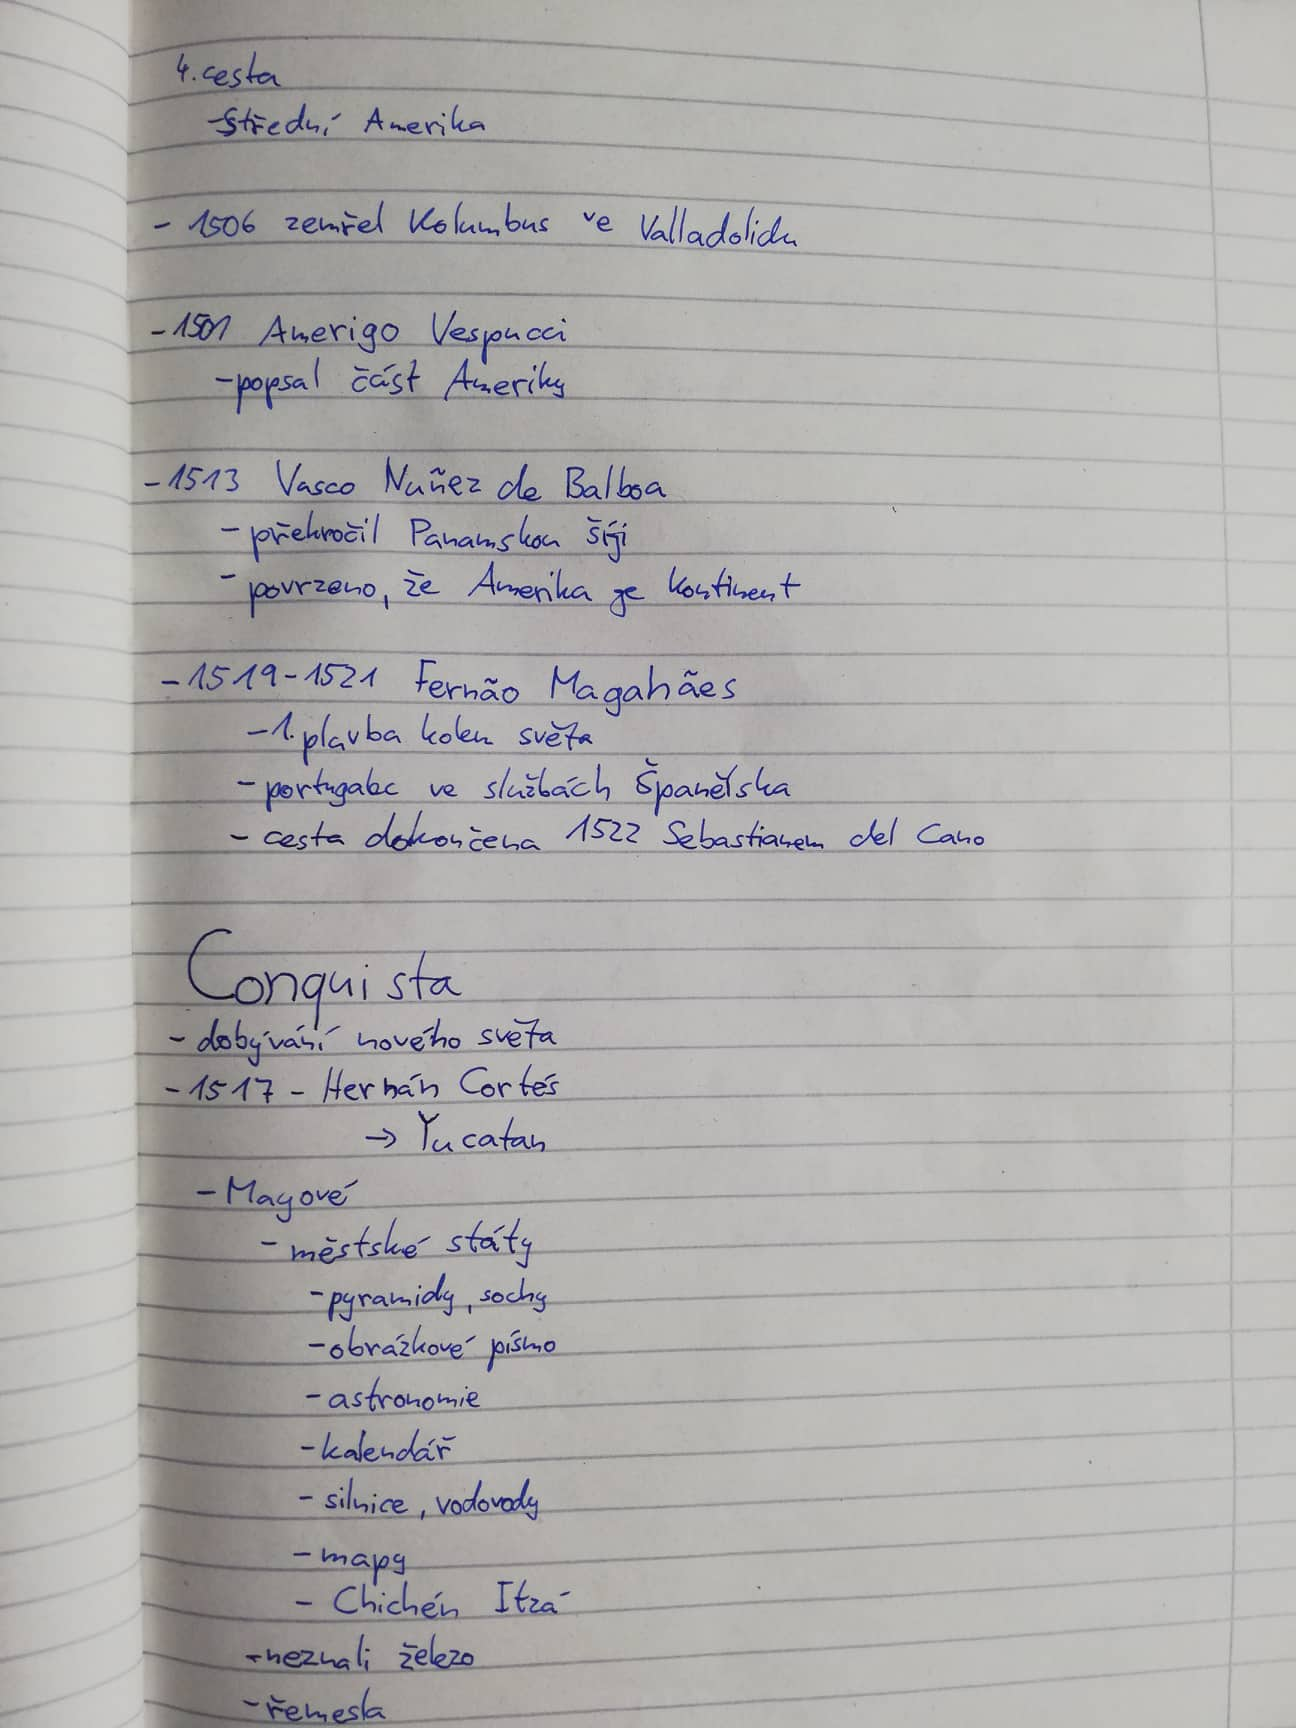 4. cesta
-Střední Amerika
- 1506 zemřel Kolumbus ve Valladolidu
- 1501 Amerigo Vespucci
-popsal část Ameriky
- 1513 Vasco Nuñez de Balboa
- překročil Panamskou šíji
- povrzeno, že Amerika je kontinent
- 1519-1521 Fernão Magahães
-1. plavba kolem světa
- portugalec ve službách Španělska
- cesta dokončena 1522 Sebastianem del Cano
Conquista
- dobývání nového světa
- 1517 - Hernán Cortés
→ Yucatan
- Mayové
- městské státy
- pyramidy, sochy
- obrázkové písmo
- astronomie
- kalendář
- silnice, vodovody
- mapy
- Chichén Itzá
- neznali železo
- řemesla